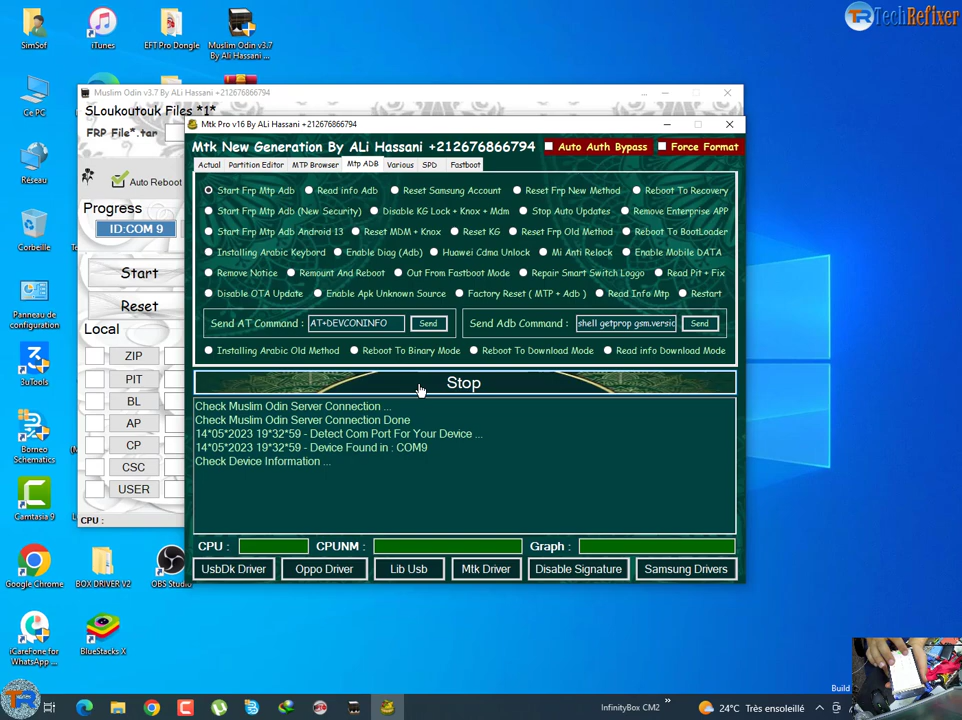 TechRefixer
SimSof
iTunes
EFT Pro Dongle
Muslim Odin v3.7
By ALi Hassani ...
Ce PC
Réseau
Corbeille
Panneau de
configuration
3uTools
Borneo
Schematics
Camtasia 9
Google Chrome
BOX DRIVER V2
OBS Studio
iCareFone for
WhatsApp ...
BlueStacks X
Muslim Odin v3.7 By ALi Hassani +212676866794
SLoukoutouk Files *1*
FRP File*.tar
Auto Reboot
Progress
ID:COM 9
Start
Reset
Local
ZIP
PIT
BL
AP
CP
CSC
USER
CPU :
Mtk Pro v16 By ALi Hassani +212676866794
Mtk New Generation By ALi Hassani +212676866794
Auto Auth Bypass
Force Format
Actual
Partition Editor
MTP Browser
Mtp ADB
Various
SPD
Fastboot
Start Frp Mtp Adb
Read info Adb
Reset Samsung Account
Reset Frp New Method
Reboot To Recovery
Start Frp Mtp Adb (New Security)
Disable KG Lock + Knox + Mdm
Stop Auto Updates
Remove Enterprise APP
Start Frp Mtp Adb Android 13
Reset MDM + Knox
Reset KG
Reset Frp Old Method
Reboot To BootLoader
Installing Arabic Keybord
Enable Diag (Adb)
Huawei Cdma Unlock
Mi Anti Relock
Enable Mobile DATA
Remove Notice
Remount And Reboot
Out From Fastboot Mode
Repair Smart Switch Loggo
Read Pit + Fix
Disable OTA Update
Enable Apk Unknown Source
Factory Reset ( MTP + Adb )
Read Info Mtp
Restart
Send AT Command :
AT+DEVCONINFO
Send
Send Adb Command :
shell getprop gsm.versic
Send
Installing Arabic Old Method
Reboot To Binary Mode
Reboot To Download Mode
Read info Download Mode
Stop
Check Muslim Odin Server Connection ...
Check Muslim Odin Server Connection Done
14*05*2023 19*32*59 - Detect Com Port For Your Device ...
14*05*2023 19*32*59 - Device Found in : COM9
Check Device Information ...
CPU :
CPUNM :
Graph :
UsbDk Driver
Oppo Driver
Lib Usb
Mtk Driver
Disable Signature
Samsung Drivers
Build
InfinityBox CM2
24°C Très ensoleillé